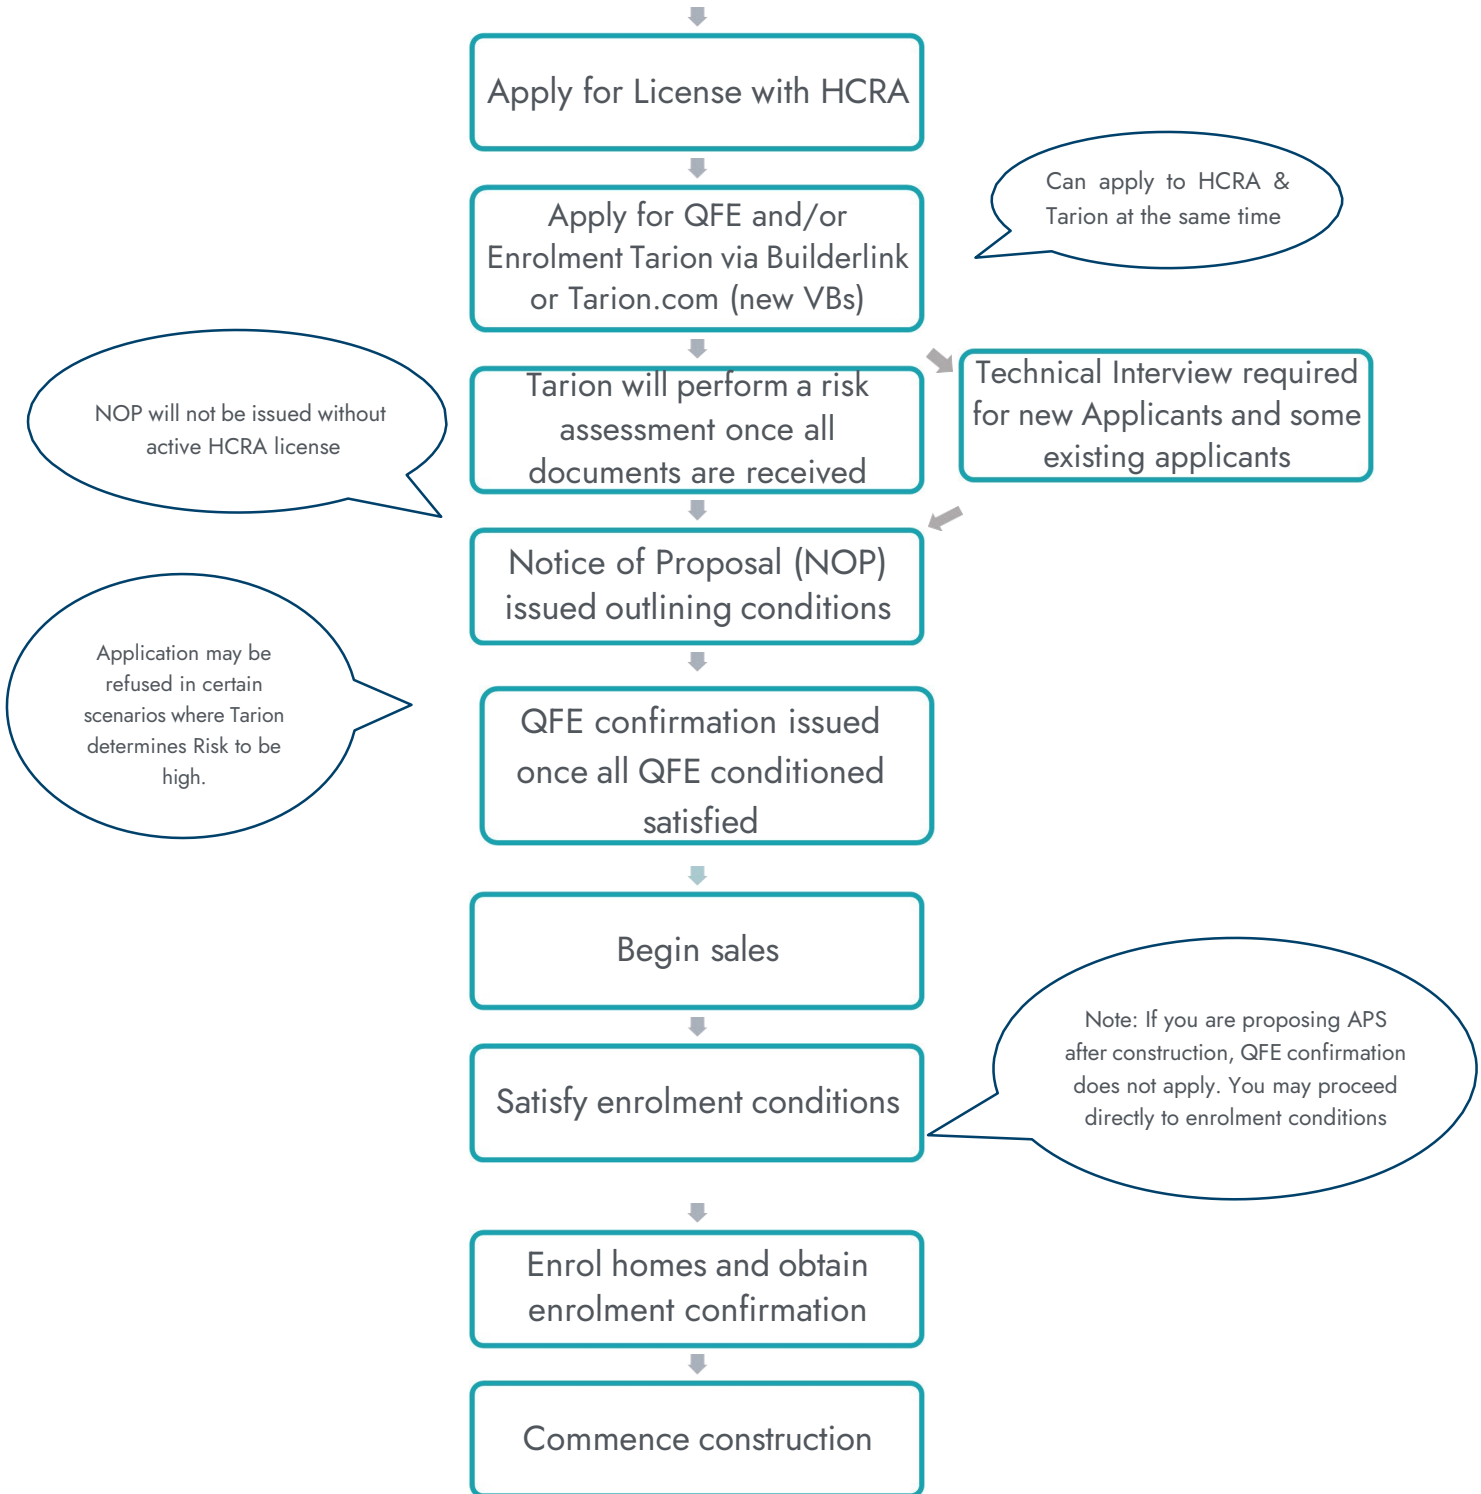 Apply for License with HCRA
Can apply to HCRA &
Tarion at the same time
Apply for QFE and/or
Enrolment Tarion via Builderlink
or Tarion.com (new VBs)
NOP will not be issued without
active HCRA license
Tarion will perform a risk
assessment once all
documents are received
Technical Interview required
for new Applicants and some
existing applicants
Notice of Proposal (NOP)
issued outlining conditions
Application may be
refused in certain
scenarios where Tarion
determines Risk to be
high.
QFE confirmation issued
once all QFE conditioned
satisfied
Begin sales
Note: If you are proposing APS
after construction, QFE confirmation
does not apply. You may proceed
directly to enrolment conditions
Satisfy enrolment conditions
Enrol homes and obtain
enrolment confirmation
Commence construction